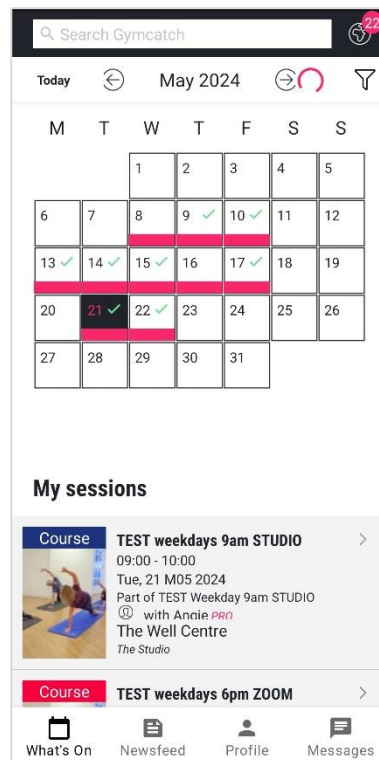 Search Gymcatch
22
Today
May 2024
M T W T F S S
1 2 3 4 5
6 7 8 9 10 11 12
13 14 15 16 17 18 19
20 21 22 23 24 25 26
27 28 29 30 31
My sessions
Course
TEST weekdays 9am STUDIO
09:00 - 10:00
Tue, 21 M05 2024
Part of TEST Weekday 9am STUDIO
with Angie PRO
The Well Centre
The Studio
Course
TEST weekdays 6pm ZOOM
What's On Newsfeed Profile Messages